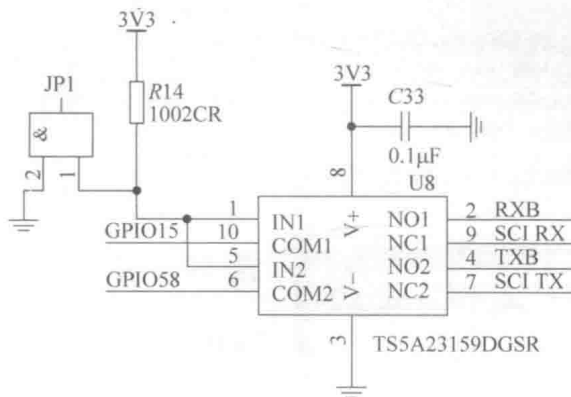 3V3
JP1
R14
1002CR
&
2
1
3V3
C33
0.1μF
8
U8
1 IN1 V+ NO1 2 RXB
GPIO15 10 COM1 NC1 9 SCI RX
5 IN2 NO2 4 TXB
GPIO58 6 COM2 V− NC2 7 SCI TX
3
TS5A23159DGSR